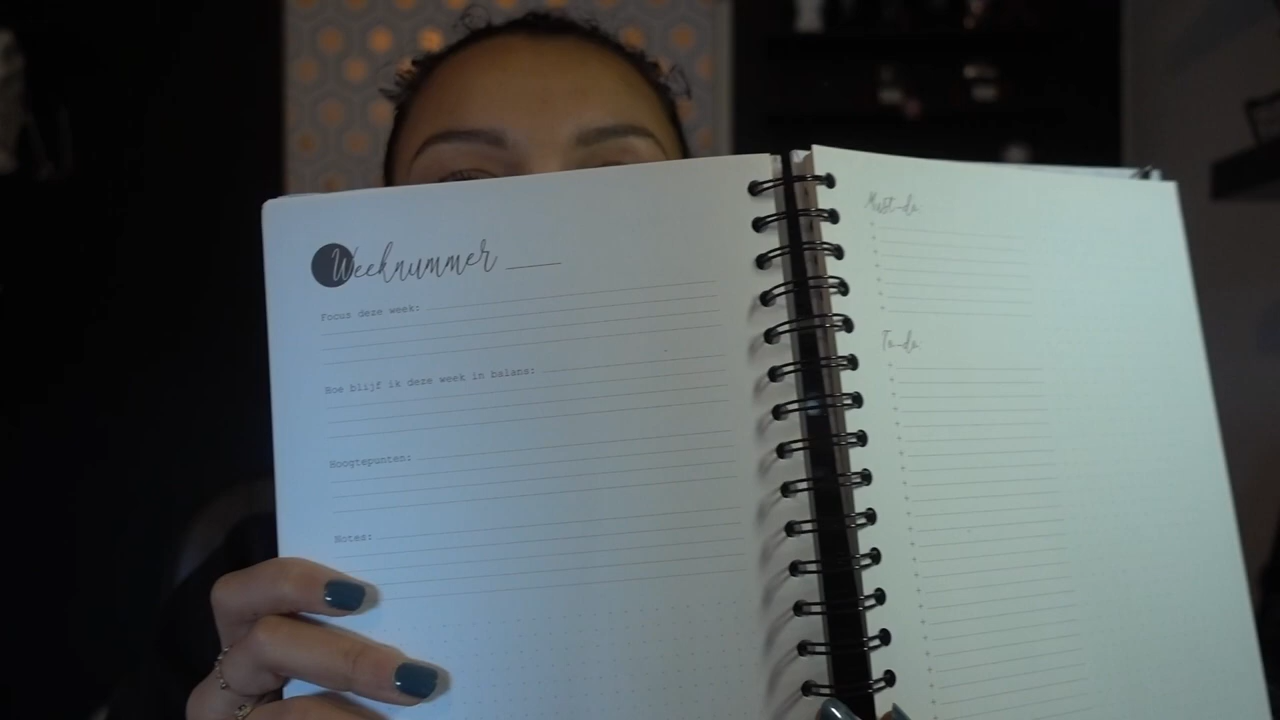 Weeknummer
Focus deze week:
Hoe blijf ik deze week in balans:
Hoogtepunten:
Notes:
Must-do
To-do